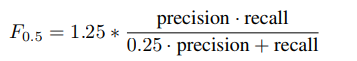 F_{0.5} = 1.25 * \frac{precision · recall}{0.25 · precision + recall}